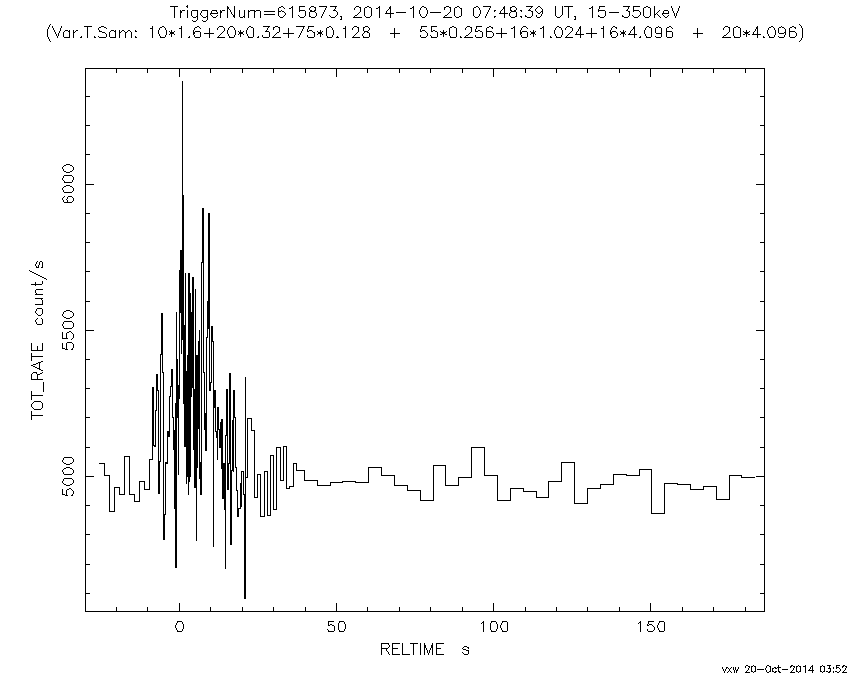 TriggerNum=615873, 2014-10-20 07:48:39 UT, 15-350keV
(Var.T.Sam: 10*1.6+20*0.32+75*0.128 + 55*0.256+16*1.024+16*4.096 + 20*4.096)
TOT_RATE count/s
6000
5500
5000
0 50 100 150
RELTIME s
vxw 20-Oct-2014 03:52